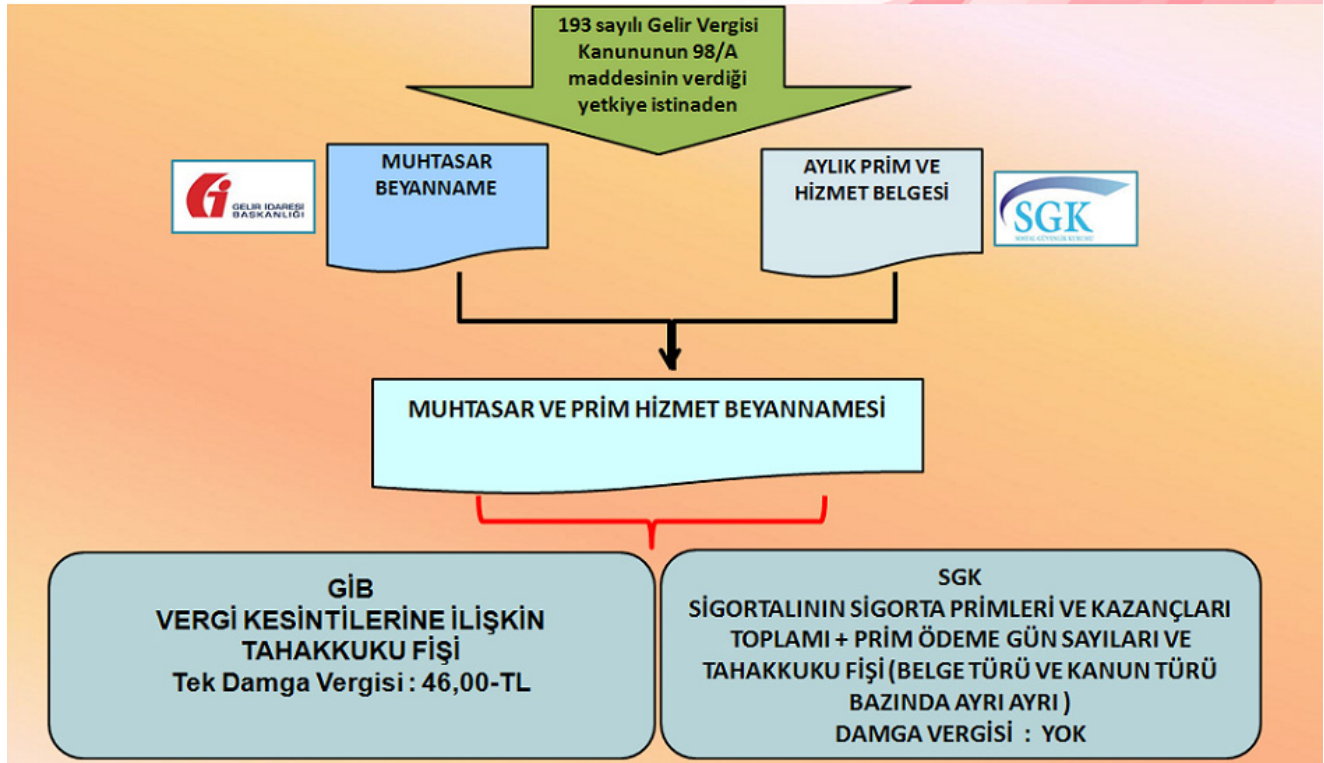 193 sayılı Gelir Vergisi
Kanununun 98/A
maddesinin verdiği
yetkiye istinaden
MUHTASAR
BEYANNAME
AYLIK PRİM VE
HİZMET BELGESİ
GELİR İDARESİ
BAŞKANLIĞI
SGK
SOSYAL GÜVENLİK KURUMU
MUHTASAR VE PRİM HİZMET BEYANNAMESİ
GİB
VERGİ KESİNTİLERİNE İLİŞKİN
TAHAKKUKU FİŞİ
Tek Damga Vergisi : 46,00-TL
SGK
SİGORTALININ SİGORTA PRİMLERİ VE KAZANÇLARI
TOPLAMI + PRİM ÖDEME GÜN SAYILARI VE
TAHAKKUKU FİŞİ (BELGE TÜRÜ VE KANUN TÜRÜ
BAZINDA AYRI AYRI )
DAMGA VERGİSİ : YOK